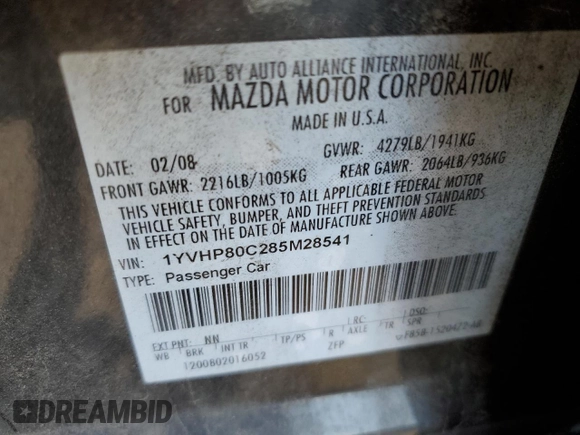 MFD. BY AUTO ALLIANCE INTERNATIONAL, INC.
FOR MAZDA MOTOR CORPORATION
MADE IN U.S.A.
DATE: 02/08 GVWR: 4279LB/1941KG
FRONT GAWR: 2216LB/1005KG REAR GAWR: 2064LB/936KG
THIS VEHICLE CONFORMS TO ALL APPLICABLE FEDERAL MOTOR
VEHICLE SAFETY, BUMPER, AND THEFT PREVENTION STANDARDS
IN EFFECT ON THE DATE OF MANUFACTURE SHOWN ABOVE.
VIN: 1YVHP80C285M28541
TYPE: Passenger Car
EXT PNT: NN LRC: DSO:
WB BRK INT TR TP/PS R AXLE TR SPR
1200802016052 ZFP
DREAMBID